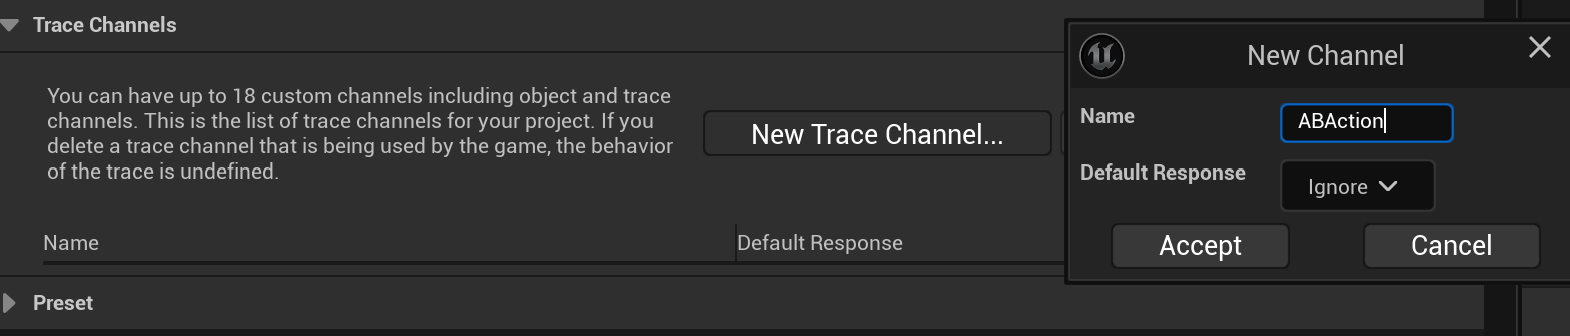 Trace Channels
You can have up to 18 custom channels including object and trace
channels. This is the list of trace channels for your project. If you
delete a trace channel that is being used by the game, the behavior
of the trace is undefined.
New Trace Channel...
Name
Default Response
Preset
New Channel
Name
ABAction
Default Response
Ignore
Accept
Cancel